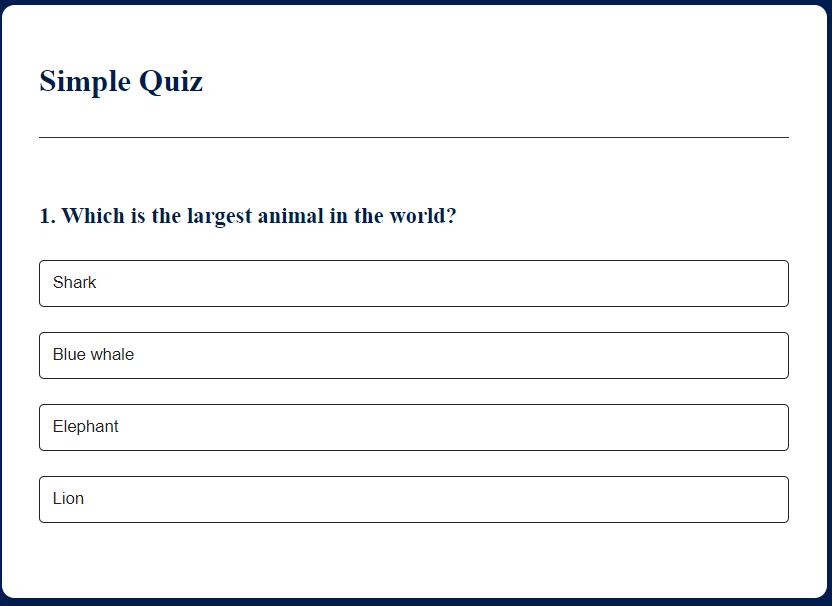 Simple Quiz
1. Which is the largest animal in the world?
Shark
Blue whale
Elephant
Lion